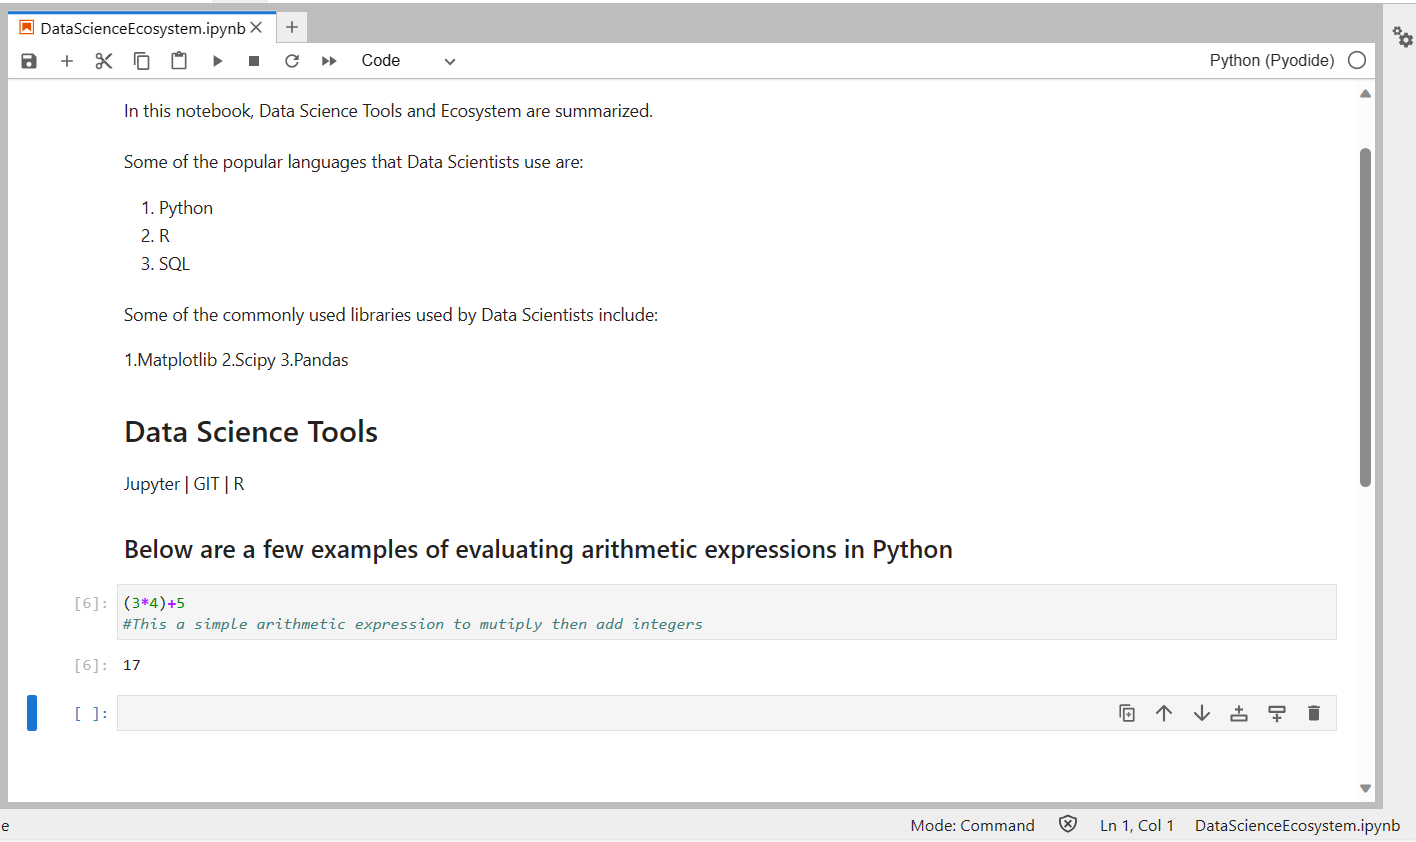 DataScienceEcosystem.ipynb
Code
Python (Pyodide)
In this notebook, Data Science Tools and Ecosystem are summarized.
Some of the popular languages that Data Scientists use are:
1. Python
2. R
3. SQL
Some of the commonly used libraries used by Data Scientists include:
1.Matplotlib 2.Scipy 3.Pandas
Data Science Tools
Jupyter | GIT | R
Below are a few examples of evaluating arithmetic expressions in Python
[6]: (3*4)+5
#This a simple arithmetic expression to mutiply then add integers
[6]: 17
[ ]:
e Mode: Command Ln 1, Col 1 DataScienceEcosystem.ipynb